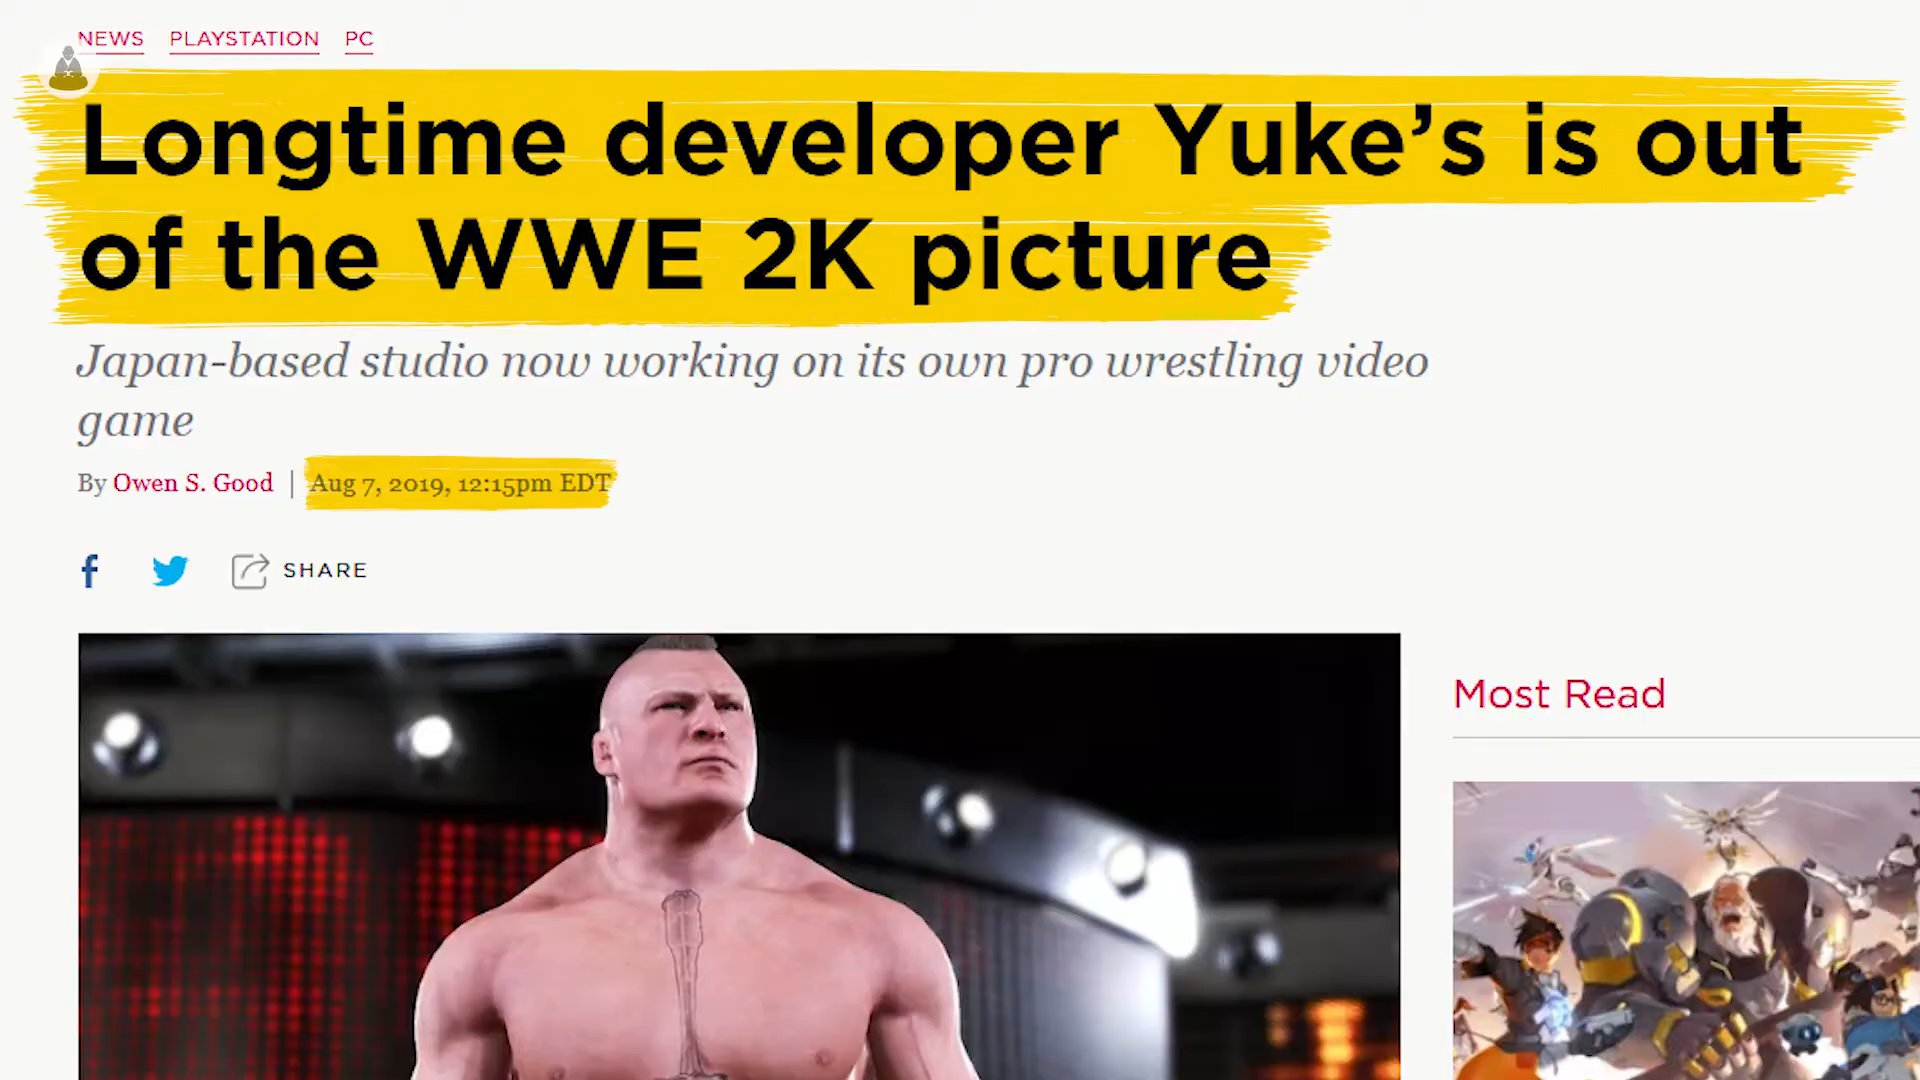 NEWS PLAYSTATION PC
Longtime developer Yuke’s is out
of the WWE 2K picture
Japan-based studio now working on its own pro wrestling video
game
By Owen S. Good | Aug 7, 2019, 12:15pm EDT
SHARE
Most Read